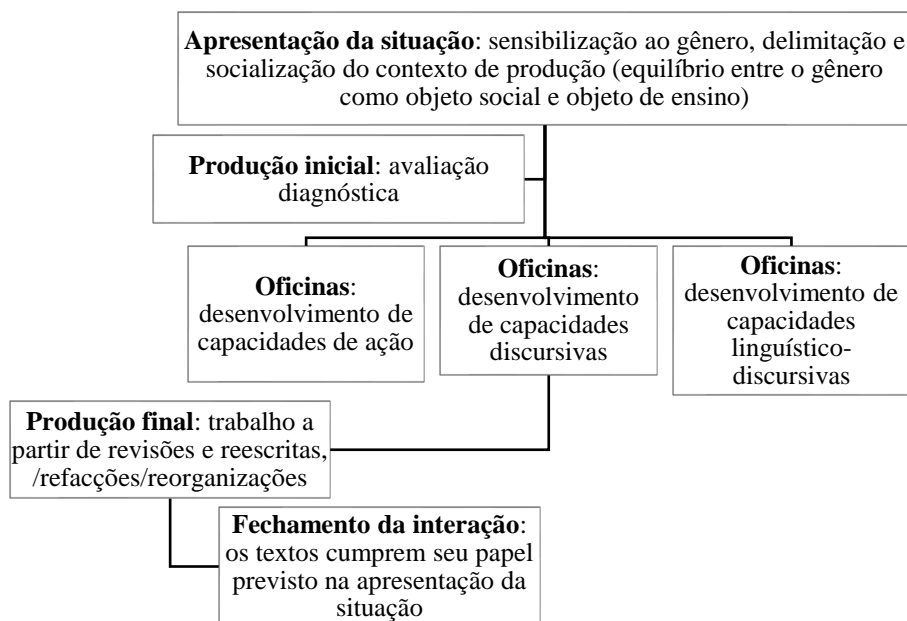 Apresentação da situação: sensibilização ao gênero, delimitação e
socialização do contexto de produção (equilíbrio entre o gênero
como objeto social e objeto de ensino)
Produção inicial: avaliação
diagnóstica
Oficinas:
desenvolvimento de
capacidades de ação
Oficinas:
desenvolvimento
de capacidades
discursivas
Oficinas:
desenvolvimento de
capacidades
linguístico-
discursivas
Produção final: trabalho a
partir de revisões e reescritas,
/refacções/reorganizações
Fechamento da interação:
os textos cumprem seu papel
previsto na apresentação da
situação